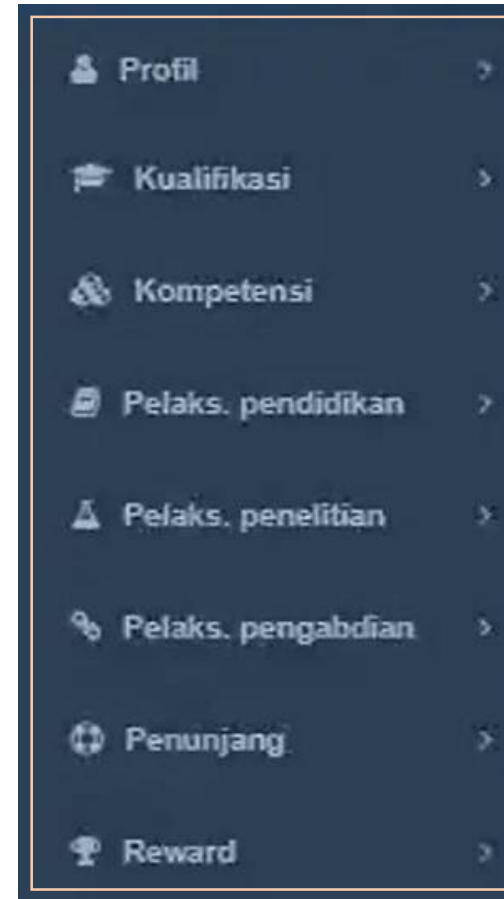 Profil
Kualifikasi
Kompetensi
Pelaks. pendidikan
Pelaks. penelitian
Pelaks. pengabdian
Penunjang
Reward